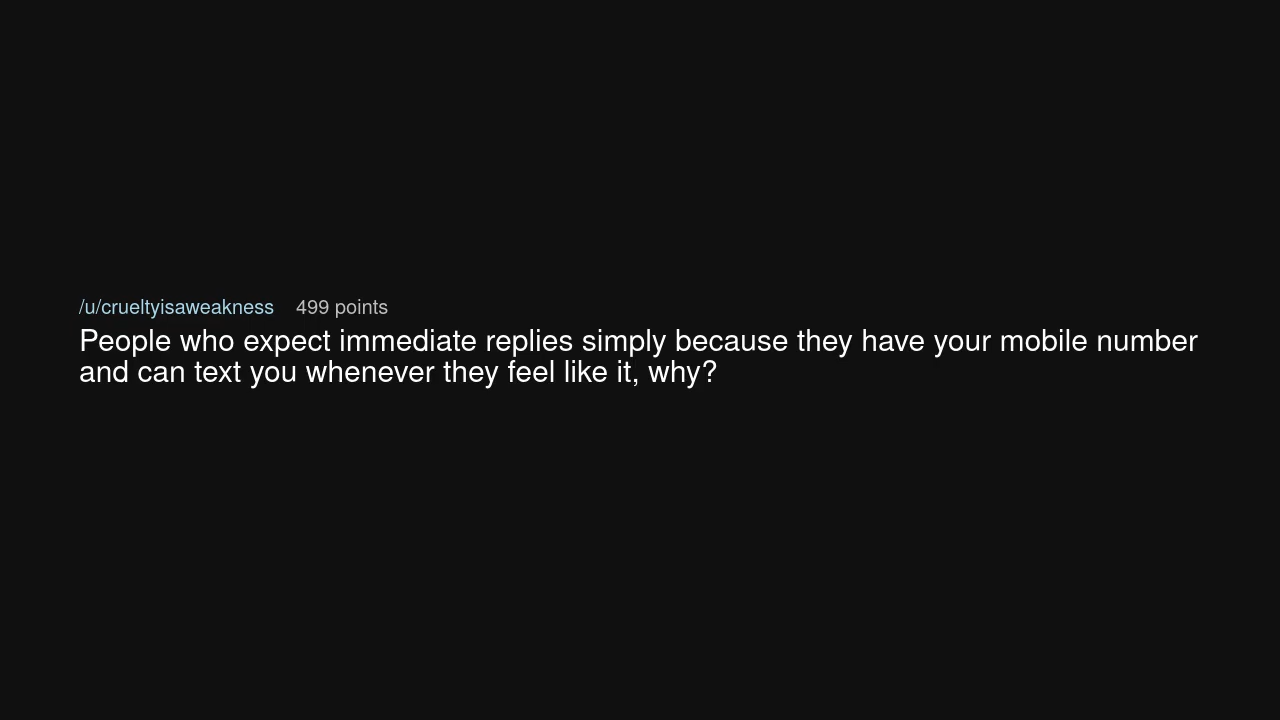 /u/crueltyisaweakness 499 points
People who expect immediate replies simply because they have your mobile number
and can text you whenever they feel like it, why?